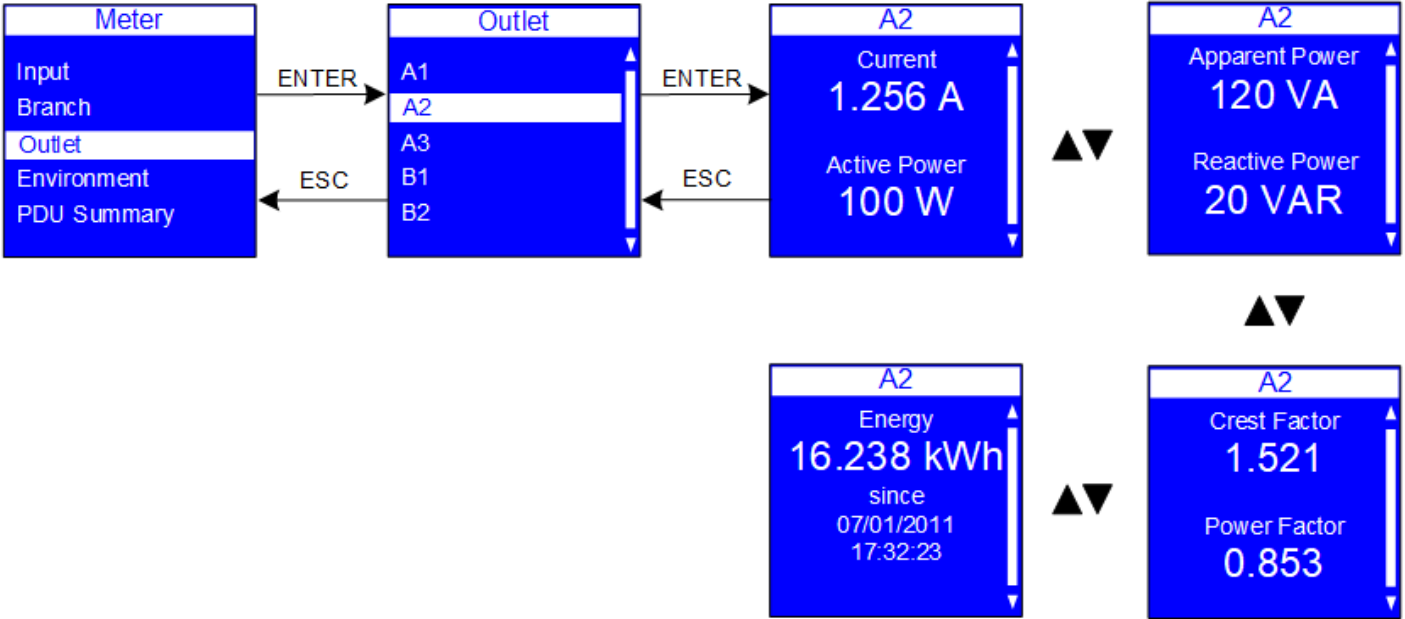 Meter
Input
Branch
Outlet
Environment
PDU Summary
ENTER
ESC
Outlet
A1
A2
A3
B1
B2
ENTER
ESC
A2
Current
1.256 A
Active Power
100 W
▲▼
A2
Apparent Power
120 VA
Reactive Power
20 VAR
▲▼
A2
Energy
16.238 kWh
since
07/01/2011
17:32:23
▲▼
A2
Crest Factor
1.521
Power Factor
0.853